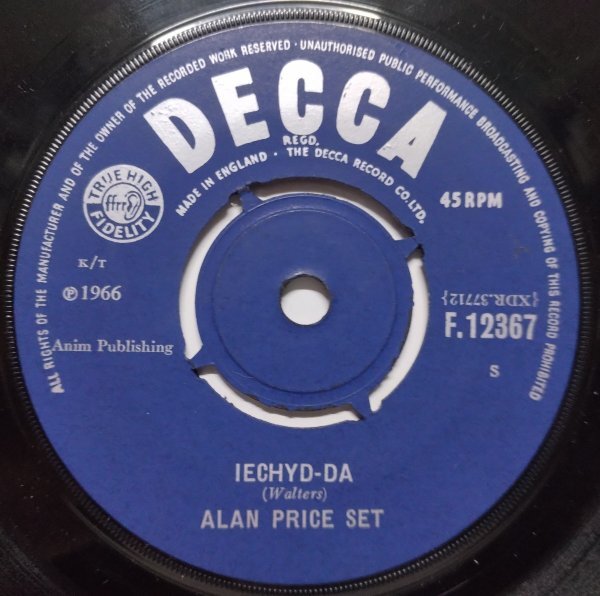 ALL RIGHTS OF THE MANUFACTURER AND OF THE OWNER OF THE RECORDED WORK RESERVED · UNAUTHORISED PUBLIC PERFORMANCE BROADCASTING AND COPYING OF THIS RECORD PROHIBITED
DECCA
REGD.
MADE IN ENGLAND · THE DECCA RECORD CO. LTD.
TRUE HIGH
ffrr
FIDELITY
45 RPM
K/T
℗1966
{XDR.37712}
F.12367
Anim Publishing
S
IECHYD-DA
(Walters)
ALAN PRICE SET